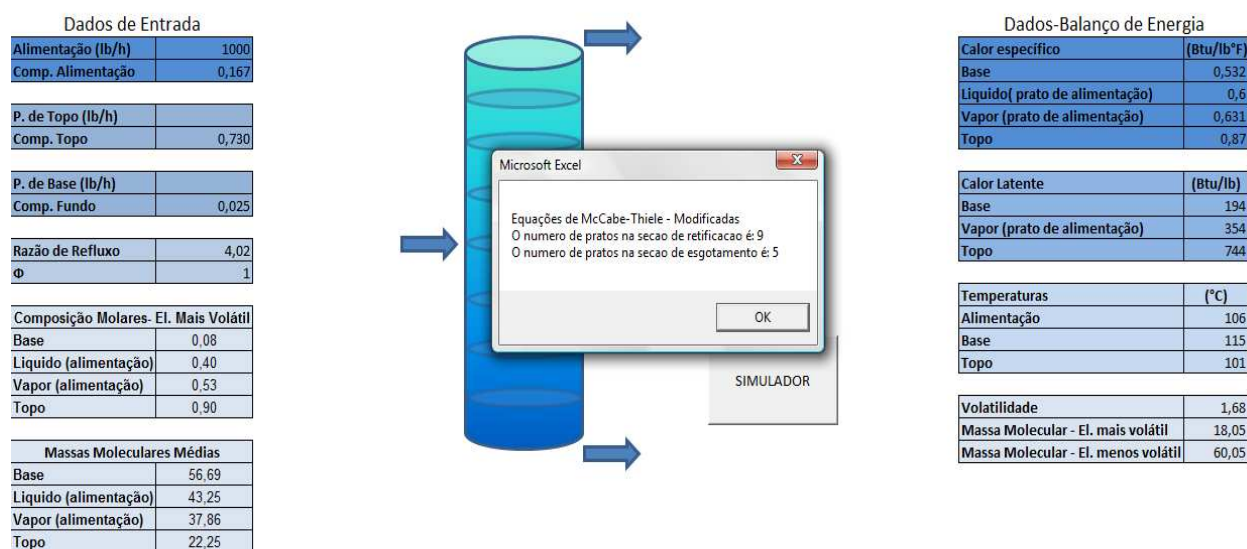 Dados de Entrada
Alimentação (lb/h) 1000
Comp. Alimentação 0,167
P. de Topo (lb/h)
Comp. Topo 0,730
P. de Base (lb/h)
Comp. Fundo 0,025
Razão de Refluxo 4,02
Φ 1
Composição Molares- El. Mais Volátil
Base 0,08
Liquido (alimentação) 0,40
Vapor (alimentação) 0,53
Topo 0,90
Massas Moleculares Médias
Base 56,69
Liquido (alimentação) 43,25
Vapor (alimentação) 37,86
Topo 22,25
Microsoft Excel
Equações de McCabe-Thiele - Modificadas
O numero de pratos na secao de retificacao é: 9
O numero de pratos na secao de esgotamento é: 5
OK
SIMULADOR
Dados-Balanço de Energia
Calor específico (Btu/lb°F)
Base 0,532
Liquido( prato de alimentação) 0,6
Vapor (prato de alimentação) 0,631
Topo 0,87
Calor Latente (Btu/lb)
Base 194
Vapor (prato de alimentação) 354
Topo 744
Temperaturas (°C)
Alimentação 106
Base 115
Topo 101
Volatilidade 1,68
Massa Molecular - El. mais volátil 18,05
Massa Molecular - El. menos volátil 60,05